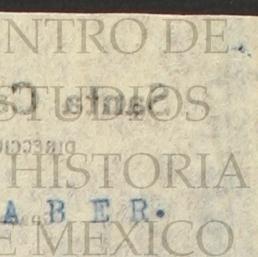 NTRO DE
STUDIOS
HISTORIA
A B E R.
E MEXICO